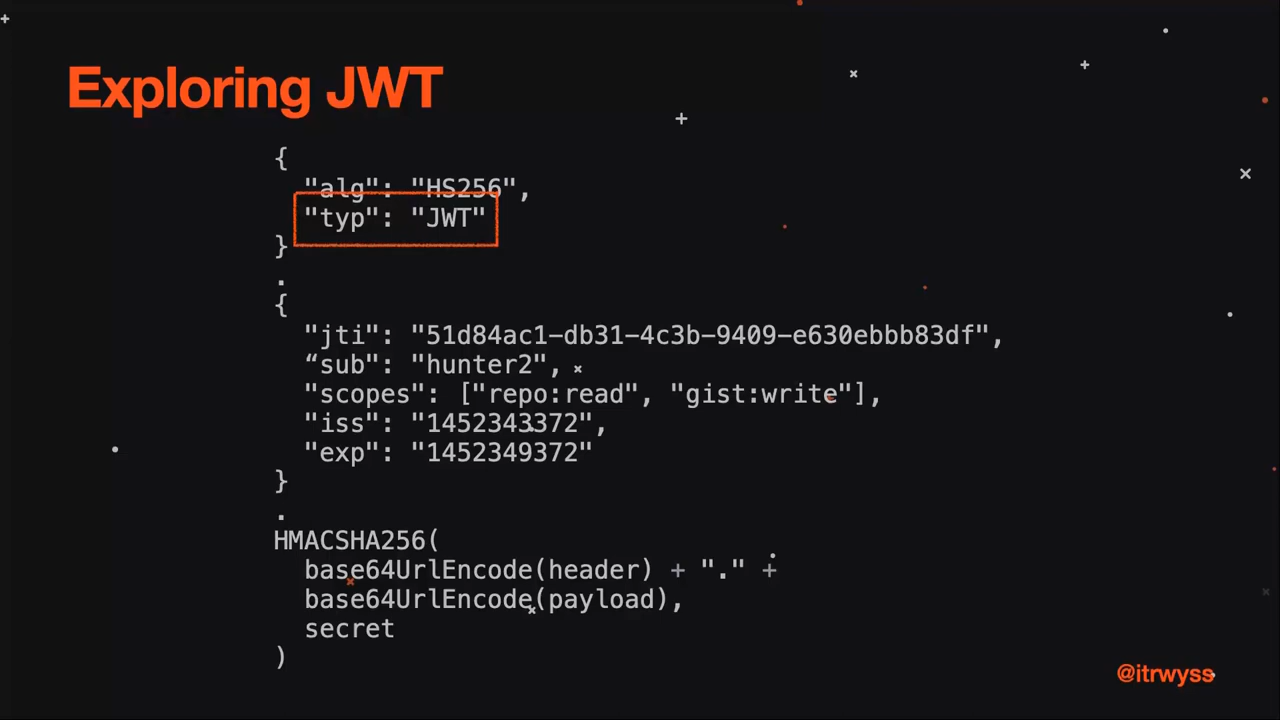 Exploring JWT
{
"alg": "HS256",
"typ": "JWT"
}
.
{
"jti": "51d84ac1-db31-4c3b-9409-e630ebbb83df",
“sub": "hunter2",
"scopes": ["repo:read", "gist:write"],
"iss": "1452343372",
"exp": "1452349372"
}
.
HMACSHA256(
base64UrlEncode(header) + "." +
base64UrlEncode(payload),
secret
)
@itrwyss